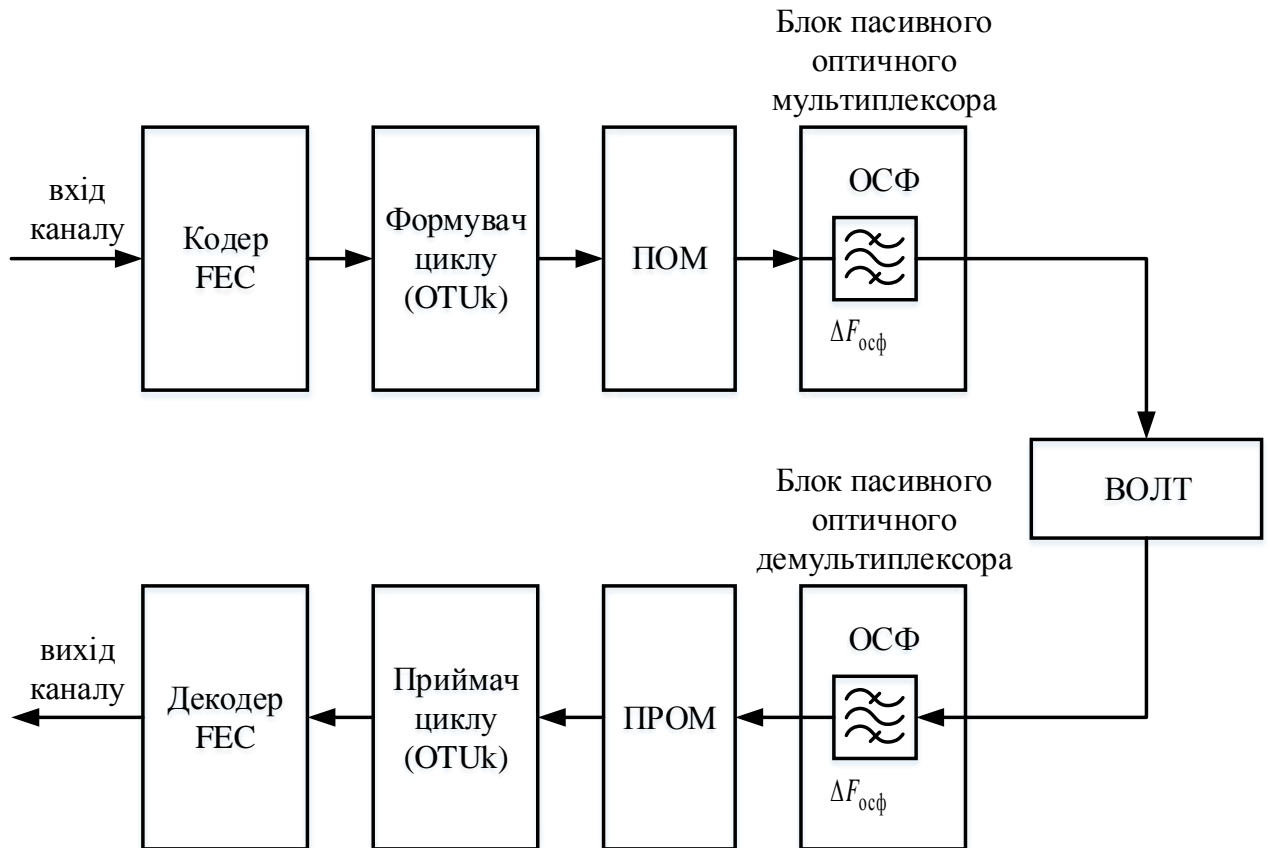 Блок пасивного
оптичного
мультиплексора
вхід
каналу
Кодер
FEC
Формувач
циклу
(OTUk)
ПОМ
ОСФ
ΔFосф
ВОЛТ
Блок пасивного
оптичного
демультиплексора
вихід
каналу
Декодер
FEC
Приймач
циклу
(OTUk)
ПРОМ
ОСФ
ΔFосф